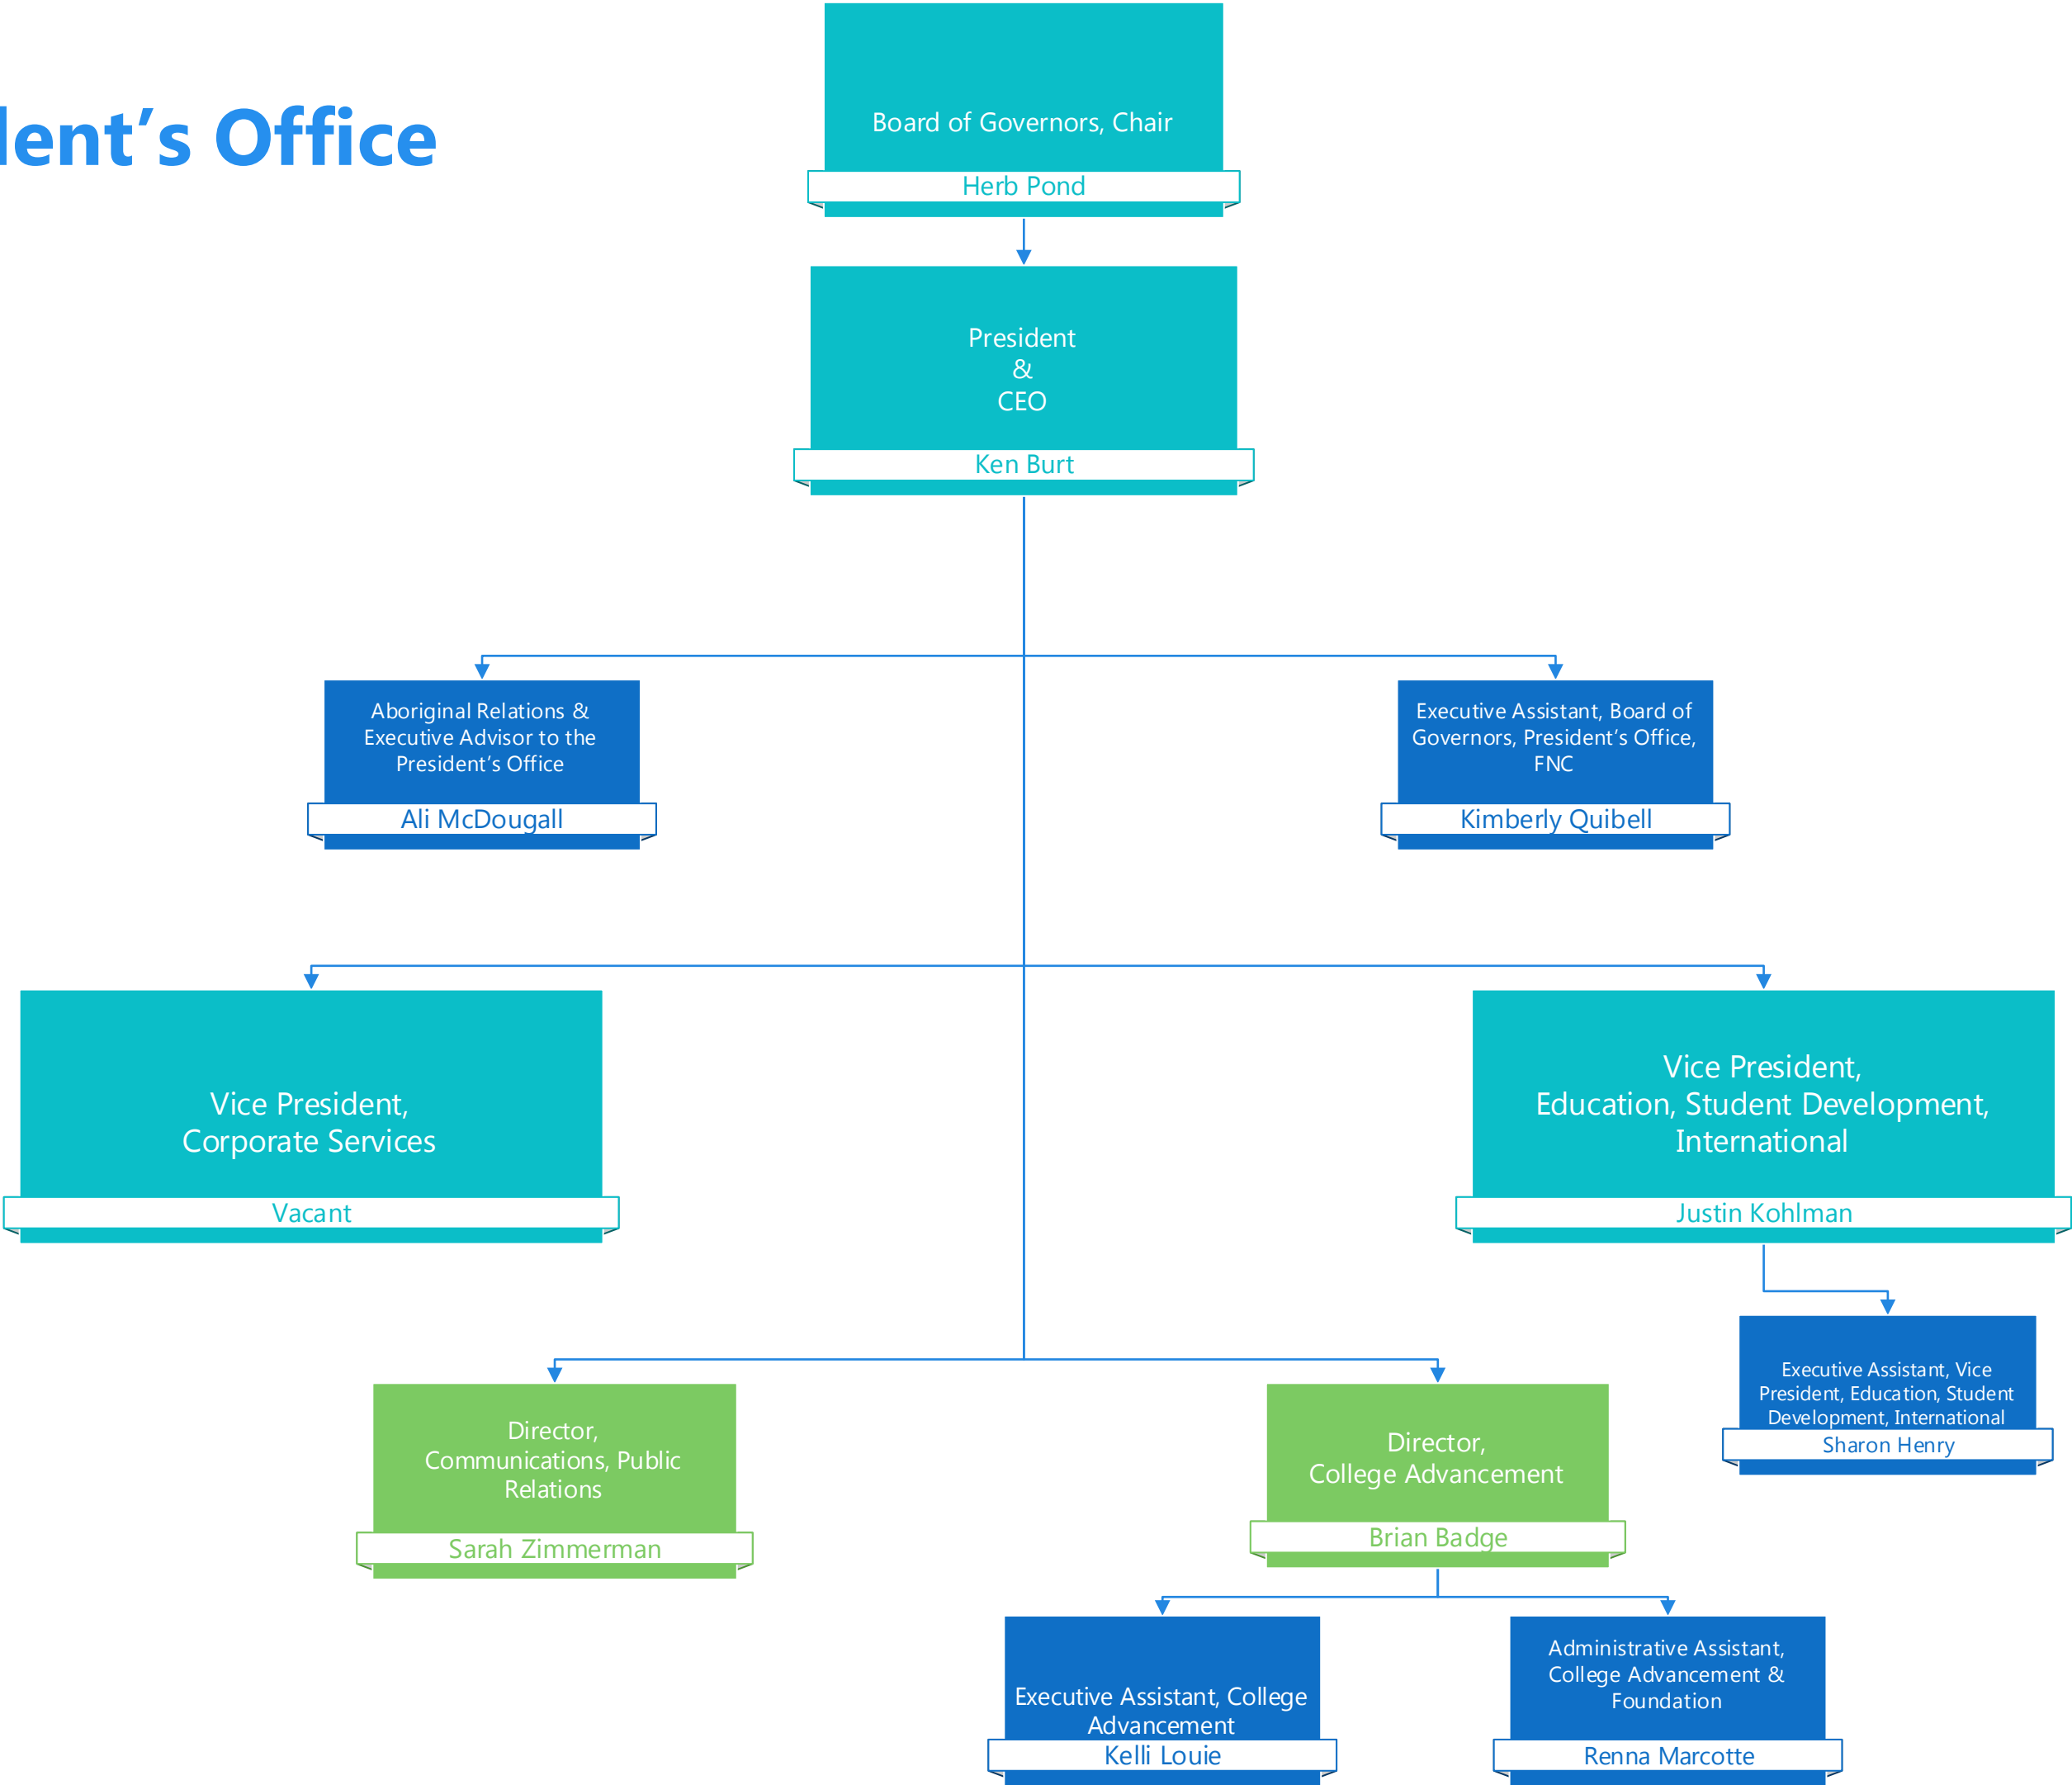 dent’s Office
Board of Governors, Chair
Herb Pond
President
&
CEO
Ken Burt
Aboriginal Relations &
Executive Advisor to the
President’s Office
Ali McDougall
Executive Assistant, Board of
Governors, President’s Office,
FNC
Kimberly Quibell
Vice President,
Corporate Services
Vacant
Vice President,
Education, Student Development,
International
Justin Kohlman
Executive Assistant, Vice
President, Education, Student
Development, International
Sharon Henry
Director,
Communications, Public
Relations
Sarah Zimmerman
Director,
College Advancement
Brian Badge
Executive Assistant, College
Advancement
Kelli Louie
Administrative Assistant,
College Advancement &
Foundation
Renna Marcotte